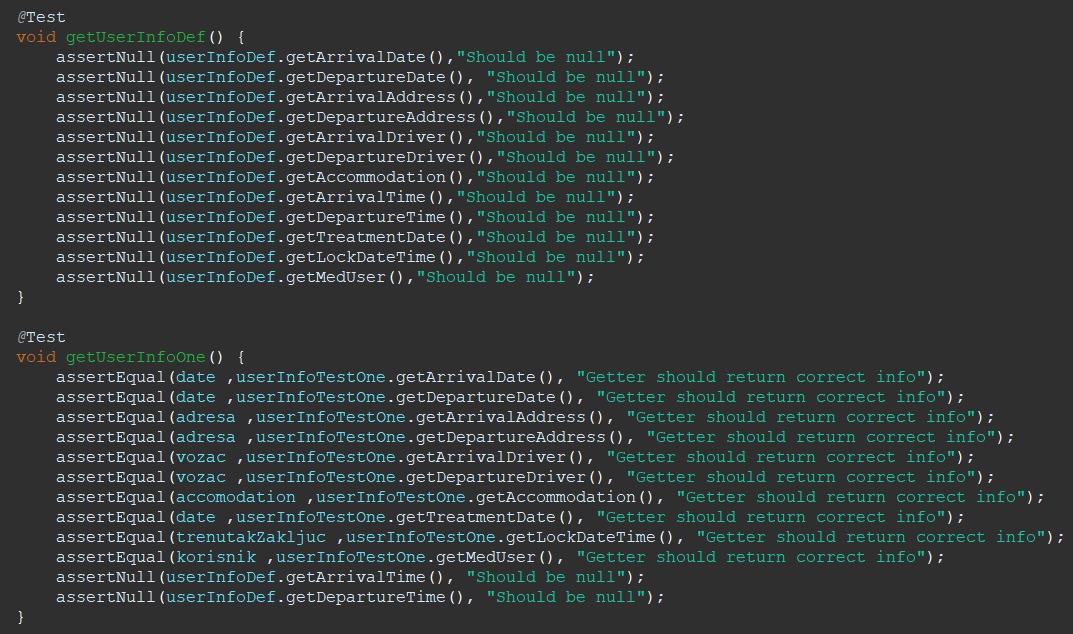 @Test
void getUserInfoDef() {
    assertNull(userInfoDef.getArrivalDate(),"Should be null");
    assertNull(userInfoDef.getDepartureDate(), "Should be null");
    assertNull(userInfoDef.getArrivalAddress(),"Should be null");
    assertNull(userInfoDef.getDepartureAddress(),"Should be null");
    assertNull(userInfoDef.getArrivalDriver(),"Should be null");
    assertNull(userInfoDef.getDepartureDriver(),"Should be null");
    assertNull(userInfoDef.getAccommodation(),"Should be null");
    assertNull(userInfoDef.getArrivalTime(),"Should be null");
    assertNull(userInfoDef.getDepartureTime(),"Should be null");
    assertNull(userInfoDef.getTreatmentDate(),"Should be null");
    assertNull(userInfoDef.getLockDateTime(),"Should be null");
    assertNull(userInfoDef.getMedUser(),"Should be null");
}

@Test
void getUserInfoOne() {
    assertEqual(date ,userInfoTestOne.getArrivalDate(), "Getter should return correct info");
    assertEqual(date ,userInfoTestOne.getDepartureDate(), "Getter should return correct info");
    assertEqual(adresa ,userInfoTestOne.getArrivalAddress(), "Getter should return correct info");
    assertEqual(adresa ,userInfoTestOne.getDepartureAddress(), "Getter should return correct info");
    assertEqual(vozac ,userInfoTestOne.getArrivalDriver(), "Getter should return correct info");
    assertEqual(vozac ,userInfoTestOne.getDepartureDriver(), "Getter should return correct info");
    assertEqual(accomodation ,userInfoTestOne.getAccommodation(), "Getter should return correct info");
    assertEqual(date ,userInfoTestOne.getTreatmentDate(), "Getter should return correct info");
    assertEqual(trenutakZakljuc ,userInfoTestOne.getLockDateTime(), "Getter should return correct info");
    assertEqual(korisnik ,userInfoTestOne.getMedUser(), "Getter should return correct info");
    assertNull(userInfoDef.getArrivalTime(), "Should be null");
    assertNull(userInfoDef.getDepartureTime(), "Should be null");
}